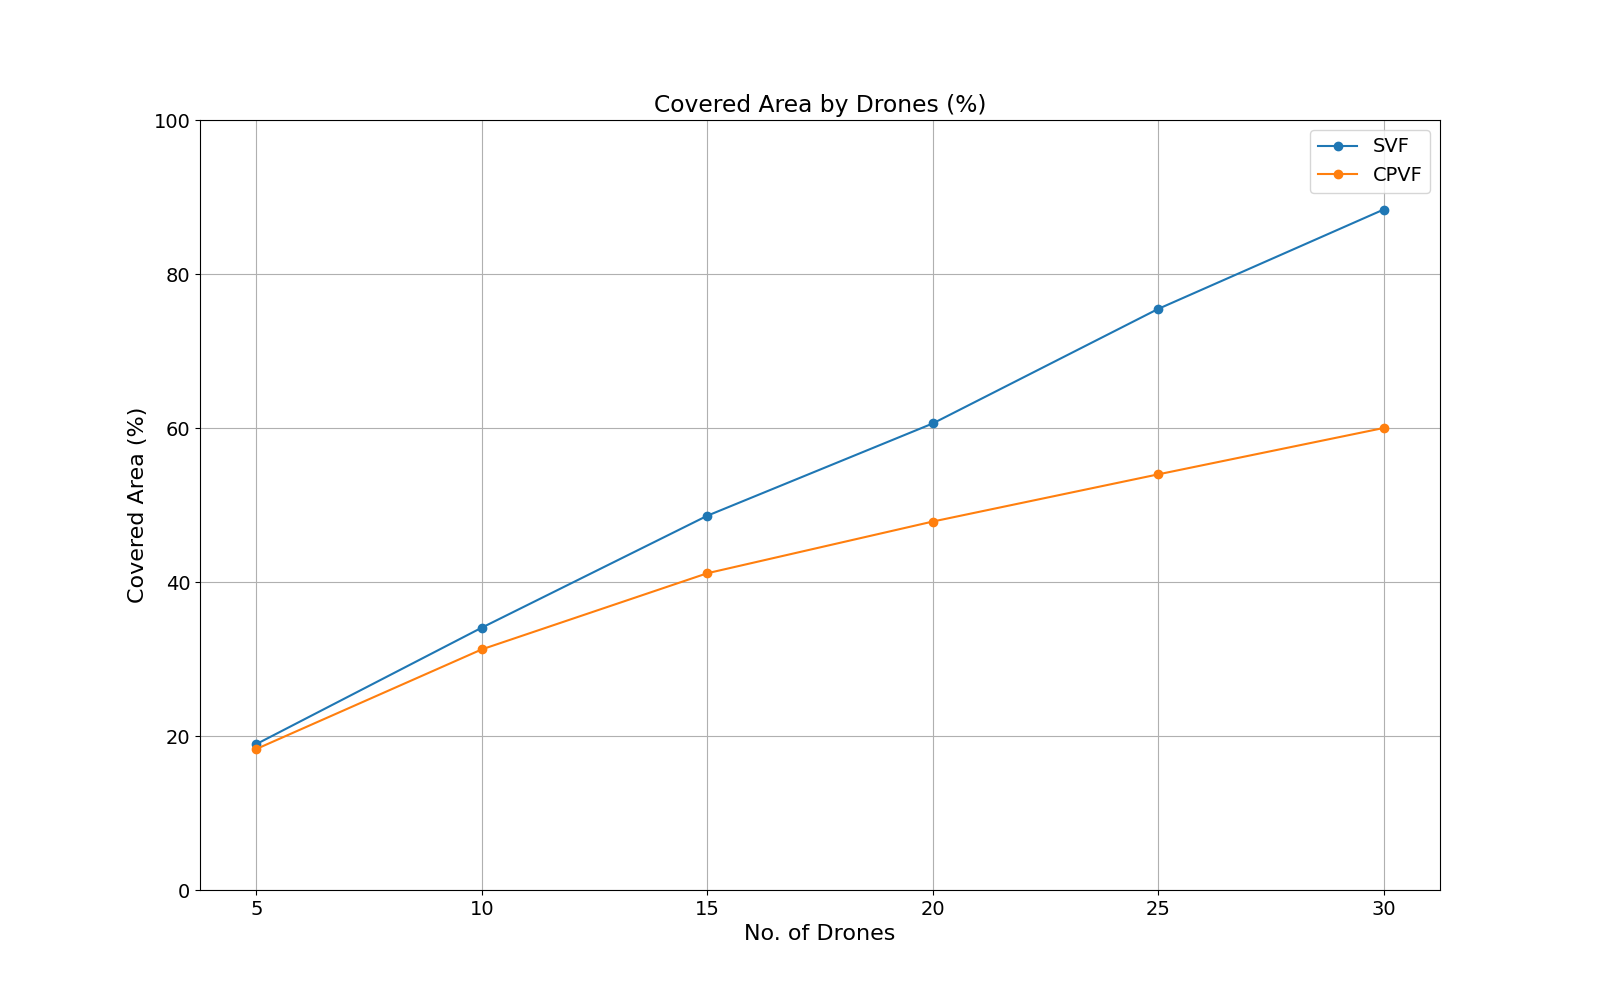 Covered Area by Drones (%)
SVF
CPVF
Covered Area (%)
100
80
60
40
20
0
5 10 15 20 25 30
No. of Drones